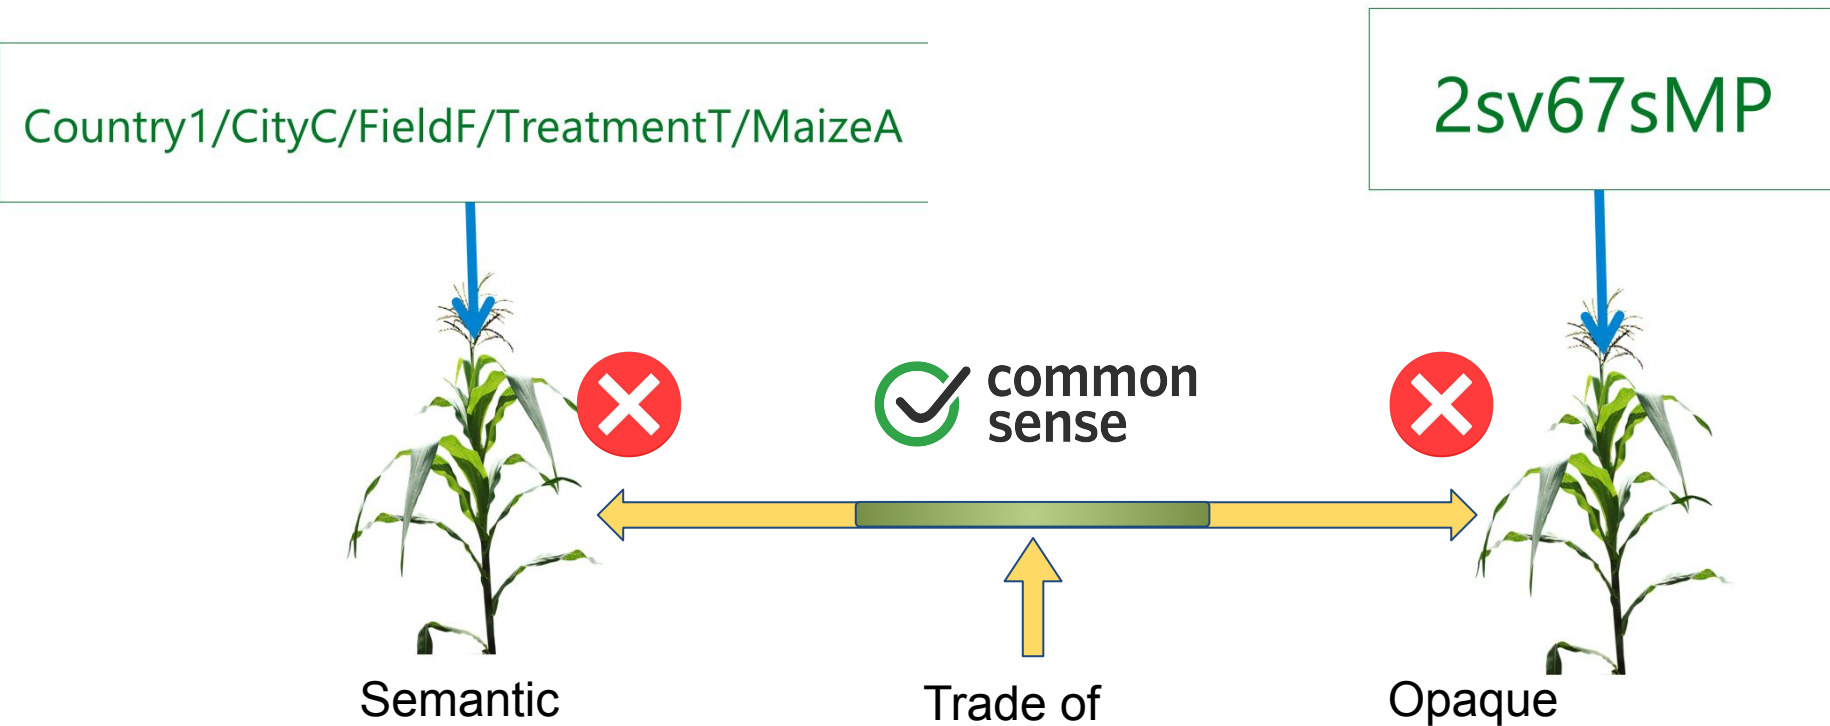 Country1/CityC/FieldF/TreatmentT/MaizeA
2sv67sMP
common
sense
Semantic
Trade of
Opaque